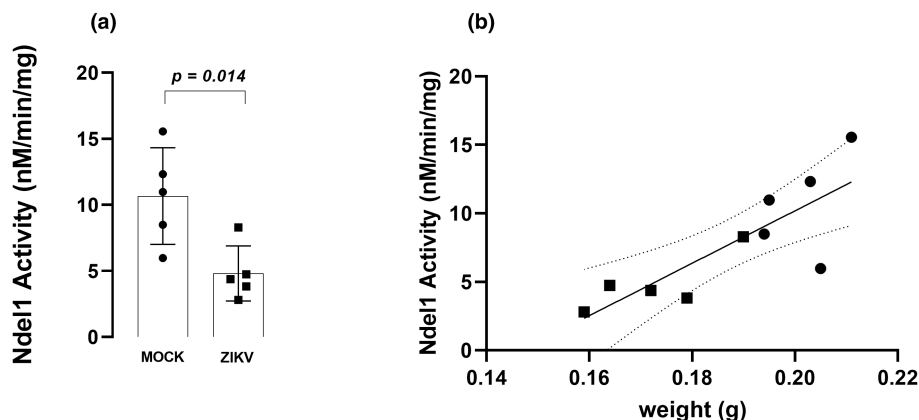 (a)
Ndel1 Activity (nM/min/mg)
20
15
10
5
0
p = 0.014
MOCK ZIKV
(b)
Ndel1 Activity (nM/min/mg)
20
15
10
5
0
0.14 0.16 0.18 0.20 0.22
weight (g)